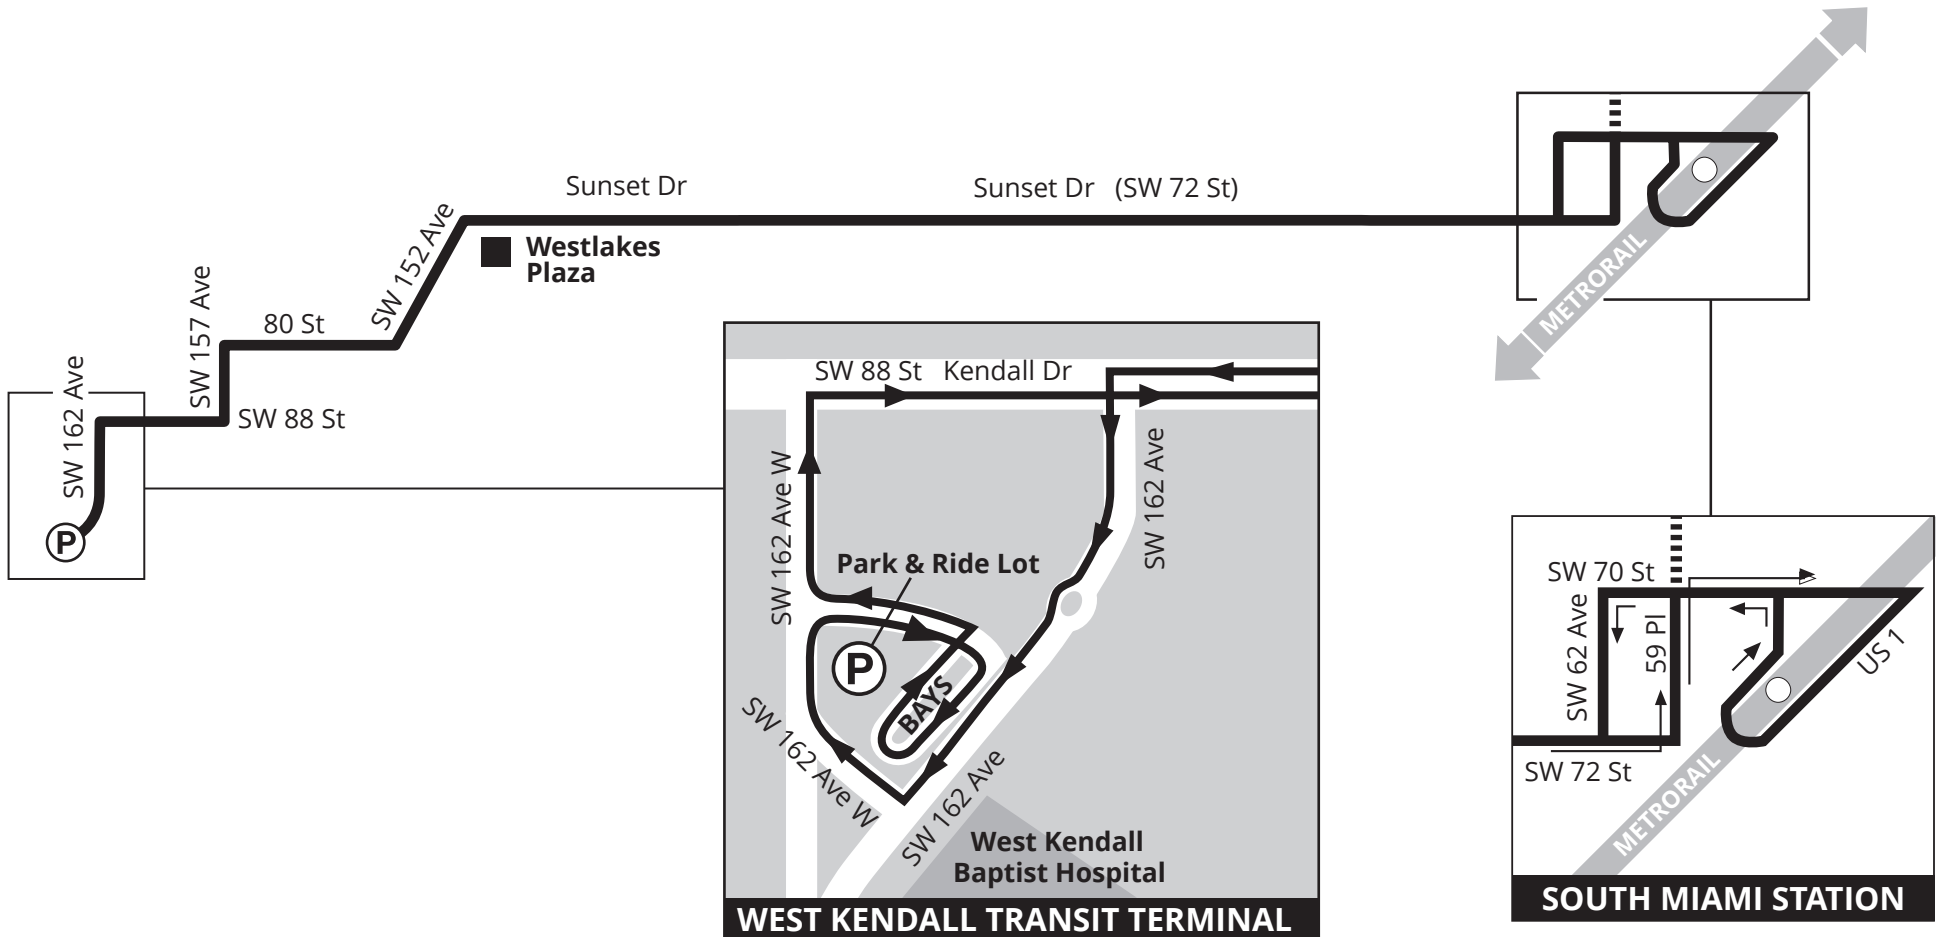 Sunset Dr
Sunset Dr (SW 72 St)
Westlakes
Plaza
SW 152 Ave
SW 157 Ave
80 St
SW 162 Ave
SW 88 St
P
METRORAIL
SW 88 St Kendall Dr
SW 162 Ave W
SW 162 Ave
Park & Ride Lot
P
BAYS
SW 162 Ave W
SW 162 Ave
West Kendall
Baptist Hospital
WEST KENDALL TRANSIT TERMINAL
SW 70 St
SW 62 Ave
59 Pl
US 1
SW 72 St
METRORAIL
SOUTH MIAMI STATION